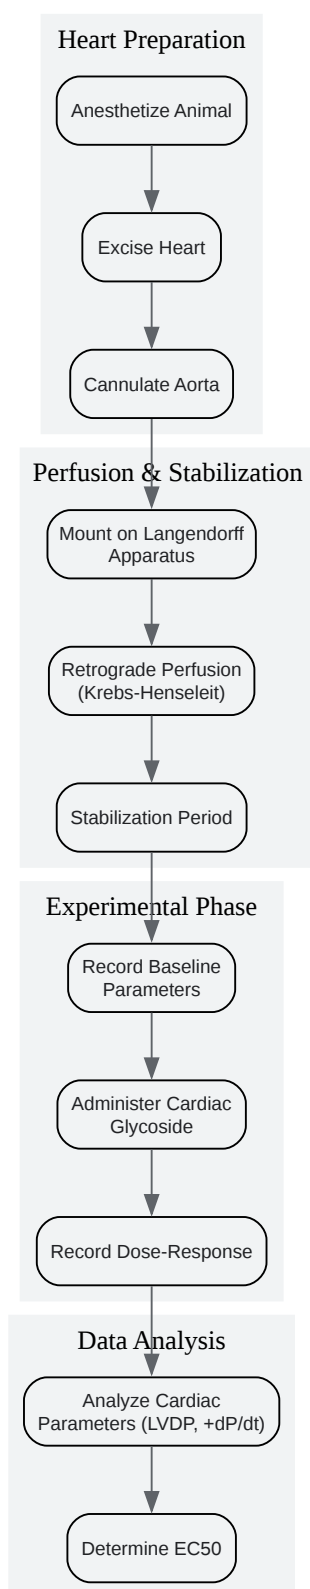 Heart Preparation
Anesthetize Animal
Excise Heart
Cannulate Aorta
Perfusion & Stabilization
Mount on Langendorff
Apparatus
Retrograde Perfusion
(Krebs-Henseleit)
Stabilization Period
Experimental Phase
Record Baseline
Parameters
Administer Cardiac
Glycoside
Record Dose-Response
Data Analysis
Analyze Cardiac
Parameters (LVDP, +dP/dt)
Determine EC50